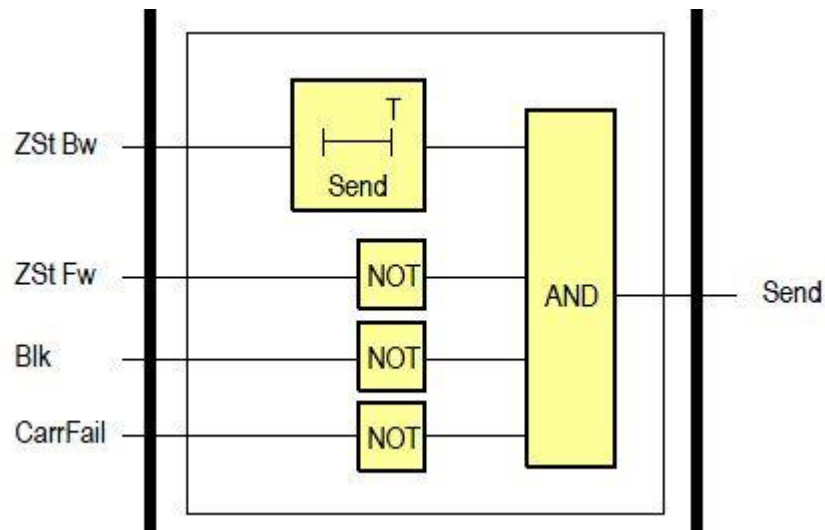 ZSt Bw
T
Send
ZSt Fw
NOT
AND
Send
Blk
NOT
CarrFail
NOT